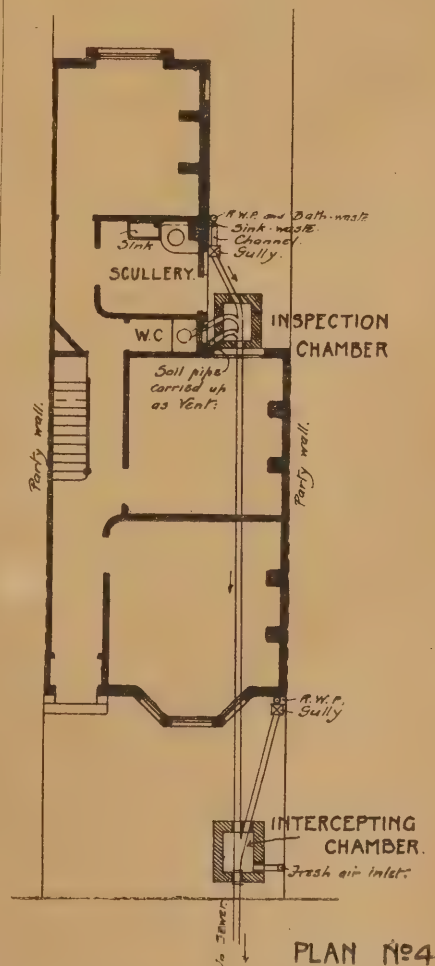 R.W.P. and Bath-waste
Sink-waste
Channel.
Gully.
Sink
SCULLERY.
W.C
INSPECTION
CHAMBER
Soil pipe
carried up
as Vent:
Party wall.
Party wall.
R.W.P.
Gully
INTERCEPTING
CHAMBER.
Fresh air inlet.
to Sewer.
PLAN Nº4